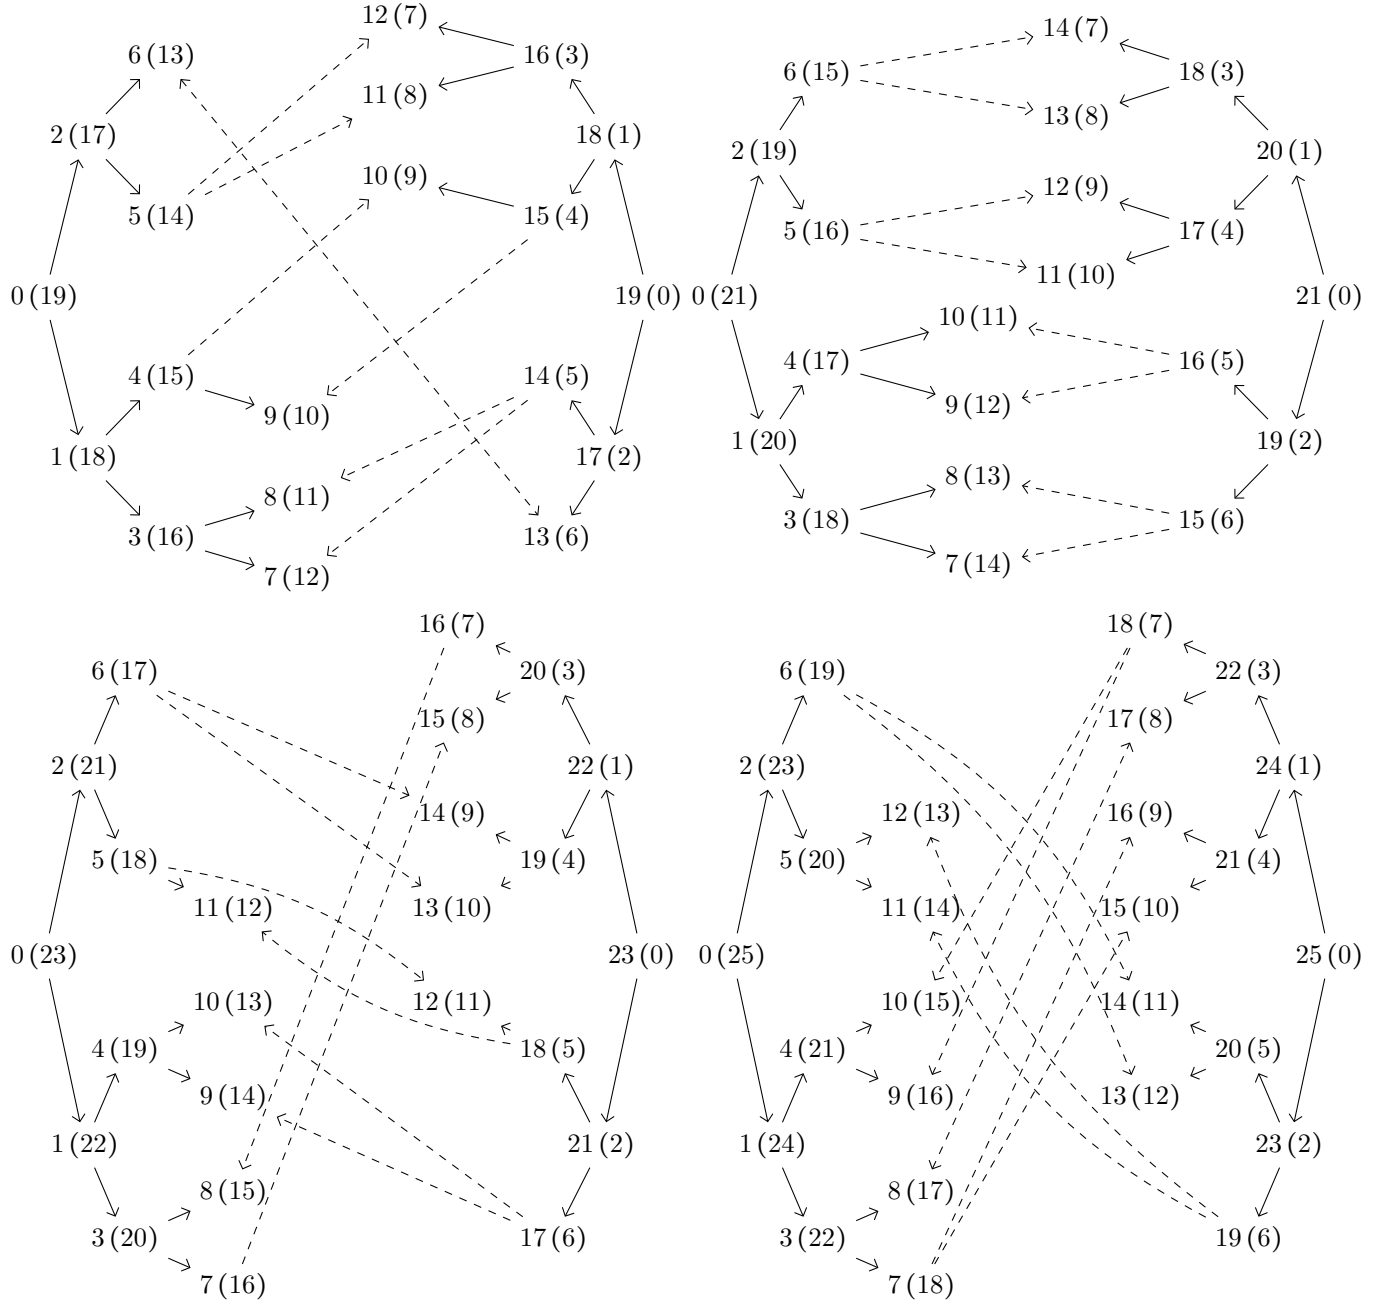 12 (7)
6 (13) 16 (3)
11 (8)
2 (17) 18 (1)
10 (9)
5 (14) 15 (4)
0 (19) 19 (0)
4 (15) 14 (5)
9 (10)
1 (18) 17 (2)
8 (11)
3 (16) 13 (6)
7 (12)
14 (7)
6 (15) 18 (3)
13 (8)
2 (19) 20 (1)
12 (9)
5 (16) 17 (4)
11 (10)
0 (21) 21 (0)
10 (11)
4 (17) 16 (5)
9 (12)
1 (20) 19 (2)
8 (13)
3 (18) 15 (6)
7 (14)
16 (7)
6 (17) 20 (3)
15 (8)
2 (21) 22 (1)
14 (9)
5 (18) 19 (4)
11 (12) 13 (10)
0 (23) 23 (0)
10 (13) 12 (11)
4 (19) 18 (5)
9 (14)
1 (22) 21 (2)
8 (15)
3 (20) 17 (6)
7 (16)
18 (7)
6 (19) 22 (3)
17 (8)
2 (23) 24 (1)
12 (13) 16 (9)
5 (20) 21 (4)
11 (14) 15 (10)
0 (25) 25 (0)
10 (15) 14 (11)
4 (21) 20 (5)
9 (16) 13 (12)
1 (24) 23 (2)
8 (17)
3 (22) 19 (6)
7 (18)